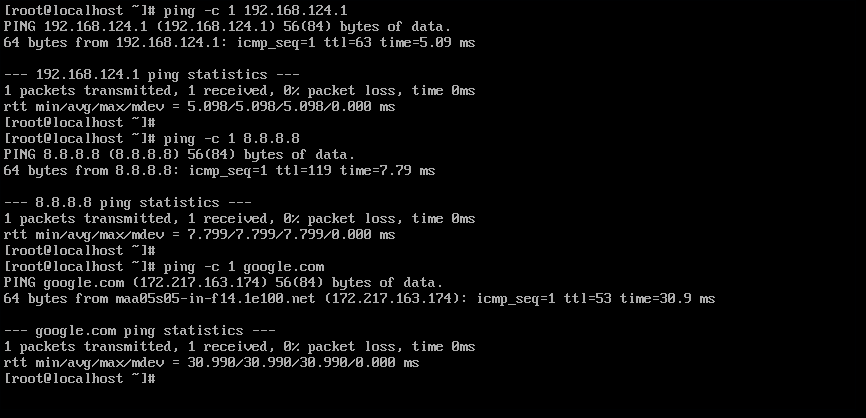 [root@localhost ~]# ping -c 1 192.168.124.1
PING 192.168.124.1 (192.168.124.1) 56(84) bytes of data.
64 bytes from 192.168.124.1: icmp_seq=1 ttl=63 time=5.09 ms

--- 192.168.124.1 ping statistics ---
1 packets transmitted, 1 received, 0% packet loss, time 0ms
rtt min/avg/max/mdev = 5.098/5.098/5.098/0.000 ms
[root@localhost ~]#
[root@localhost ~]# ping -c 1 8.8.8.8
PING 8.8.8.8 (8.8.8.8) 56(84) bytes of data.
64 bytes from 8.8.8.8: icmp_seq=1 ttl=119 time=7.79 ms

--- 8.8.8.8 ping statistics ---
1 packets transmitted, 1 received, 0% packet loss, time 0ms
rtt min/avg/max/mdev = 7.799/7.799/7.799/0.000 ms
[root@localhost ~]#
[root@localhost ~]# ping -c 1 google.com
PING google.com (172.217.163.174) 56(84) bytes of data.
64 bytes from maa05s05-in-f14.1e100.net (172.217.163.174): icmp_seq=1 ttl=53 time=30.9 ms

--- google.com ping statistics ---
1 packets transmitted, 1 received, 0% packet loss, time 0ms
rtt min/avg/max/mdev = 30.990/30.990/30.990/0.000 ms
[root@localhost ~]#